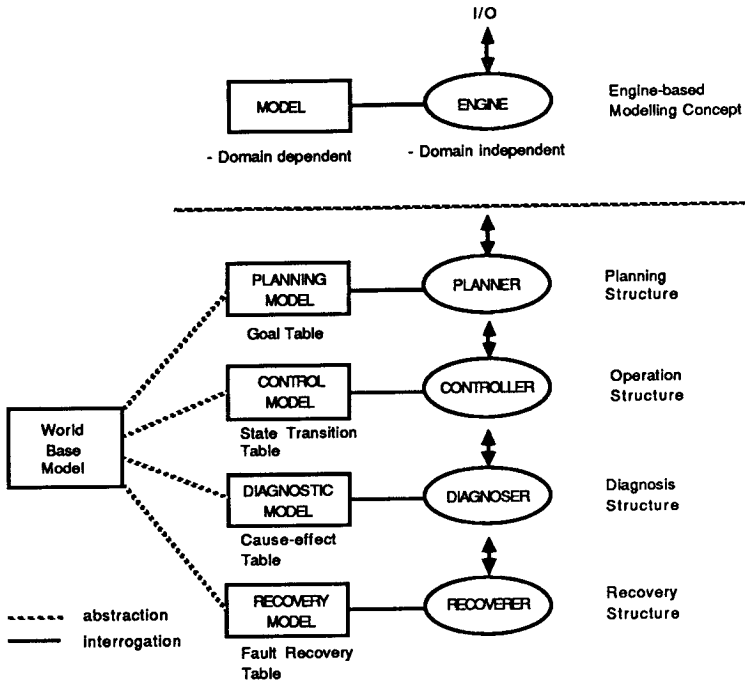 I/O
MODEL
ENGINE
Engine-based
Modelling Concept
- Domain dependent
- Domain independent
PLANNING
MODEL
PLANNER
Planning
Structure
Goal Table
CONTROL
MODEL
CONTROLLER
Operation
Structure
State Transition
Table
World
Base
Model
DIAGNOSTIC
MODEL
DIAGNOSER
Diagnosis
Structure
Cause-effect
Table
RECOVERY
MODEL
RECOVERER
Recovery
Structure
Fault Recovery
Table
abstraction
interrogation